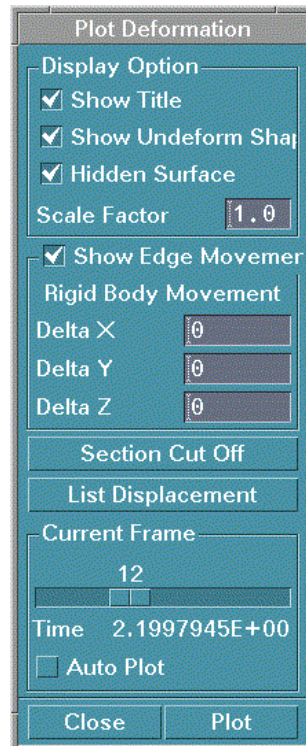 Plot Deformation
Display Option
Show Title
Show Undeform Shap
Hidden Surface
Scale Factor 1.0
Show Edge Movemer
Rigid Body Movement
Delta X 0
Delta Y 0
Delta Z 0
Section Cut Off
List Displacement
Current Frame
12
Time 2.1997945E+00
Auto Plot
Close Plot